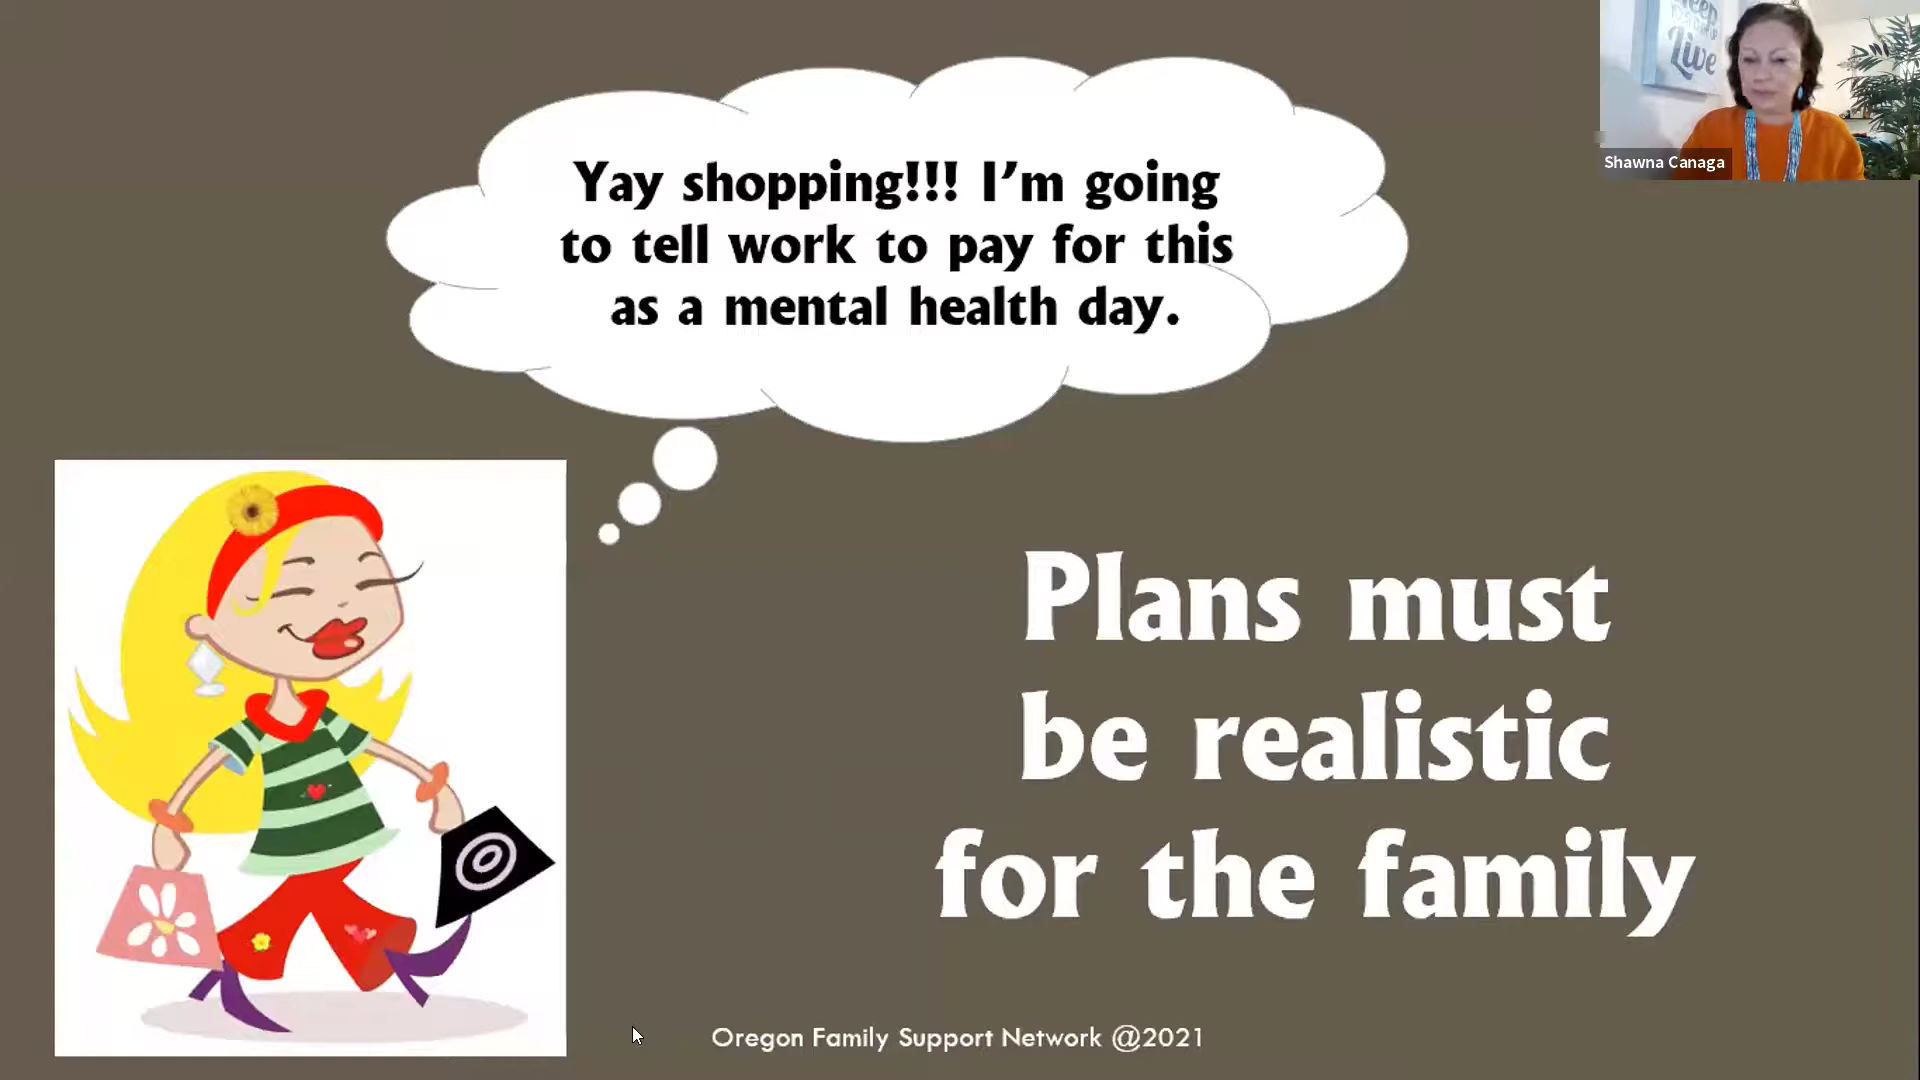 Yay shopping!!! I’m going
to tell work to pay for this
as a mental health day.
Live
Shawna Canaga
Plans must
be realistic
for the family
Oregon Family Support Network @2021